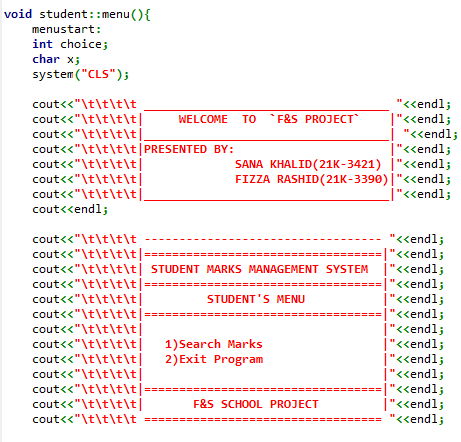 void student::menu(){
    menustart:
    int choice;
    char x;
    system("CLS");

    cout<<"\t\t\t\t ___________________________________ "<<endl;
    cout<<"\t\t\t\t|     WELCOME  TO  `F&S PROJECT`    |"<<endl;
    cout<<"\t\t\t\t|___________________________________| "<<endl;
    cout<<"\t\t\t\t|PRESENTED BY:                      |"<<endl;
    cout<<"\t\t\t\t|             SANA KHALID(21K-3421) |"<<endl;
    cout<<"\t\t\t\t|             FIZZA RASHID(21K-3390)|"<<endl;
    cout<<"\t\t\t\t|___________________________________|"<<endl;
    cout<<endl;

    cout<<"\t\t\t\t ---------------------------------- "<<endl;
    cout<<"\t\t\t\t|==================================|"<<endl;
    cout<<"\t\t\t\t| STUDENT MARKS MANAGEMENT SYSTEM  |"<<endl;
    cout<<"\t\t\t\t|==================================|"<<endl;
    cout<<"\t\t\t\t|         STUDENT'S MENU           |"<<endl;
    cout<<"\t\t\t\t|==================================|"<<endl;
    cout<<"\t\t\t\t|                                  |"<<endl;
    cout<<"\t\t\t\t|   1)Search Marks                 |"<<endl;
    cout<<"\t\t\t\t|   2)Exit Program                 |"<<endl;
    cout<<"\t\t\t\t|                                  |"<<endl;
    cout<<"\t\t\t\t|==================================|"<<endl;
    cout<<"\t\t\t\t|       F&S SCHOOL PROJECT         |"<<endl;
    cout<<"\t\t\t\t ================================== "<<endl;